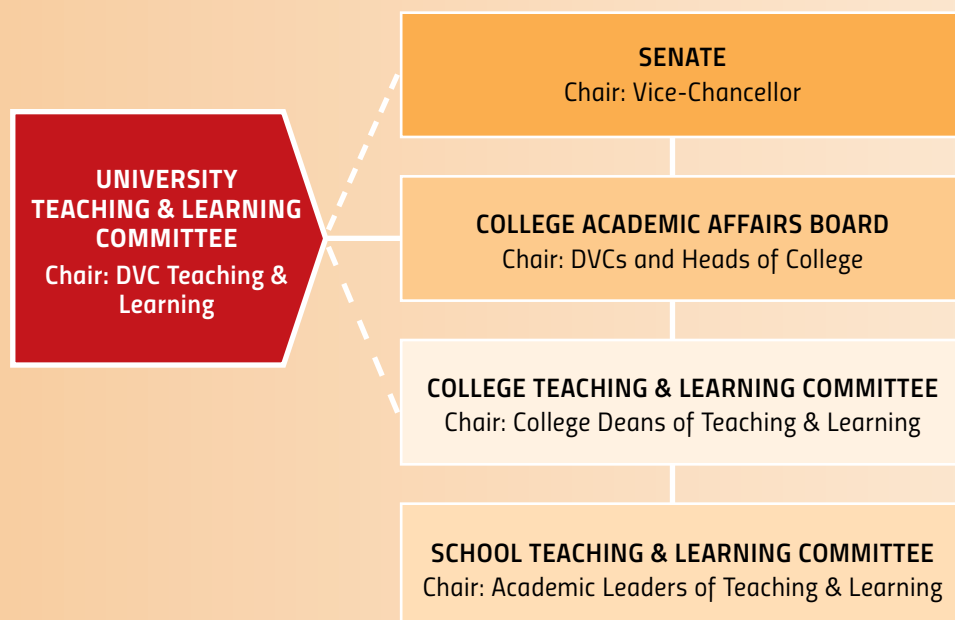 UNIVERSITY
TEACHING & LEARNING
COMMITTEE
Chair: DVC Teaching &
Learning
SENATE
Chair: Vice-Chancellor
COLLEGE ACADEMIC AFFAIRS BOARD
Chair: DVCs and Heads of College
COLLEGE TEACHING & LEARNING COMMITTEE
Chair: College Deans of Teaching & Learning
SCHOOL TEACHING & LEARNING COMMITTEE
Chair: Academic Leaders of Teaching & Learning